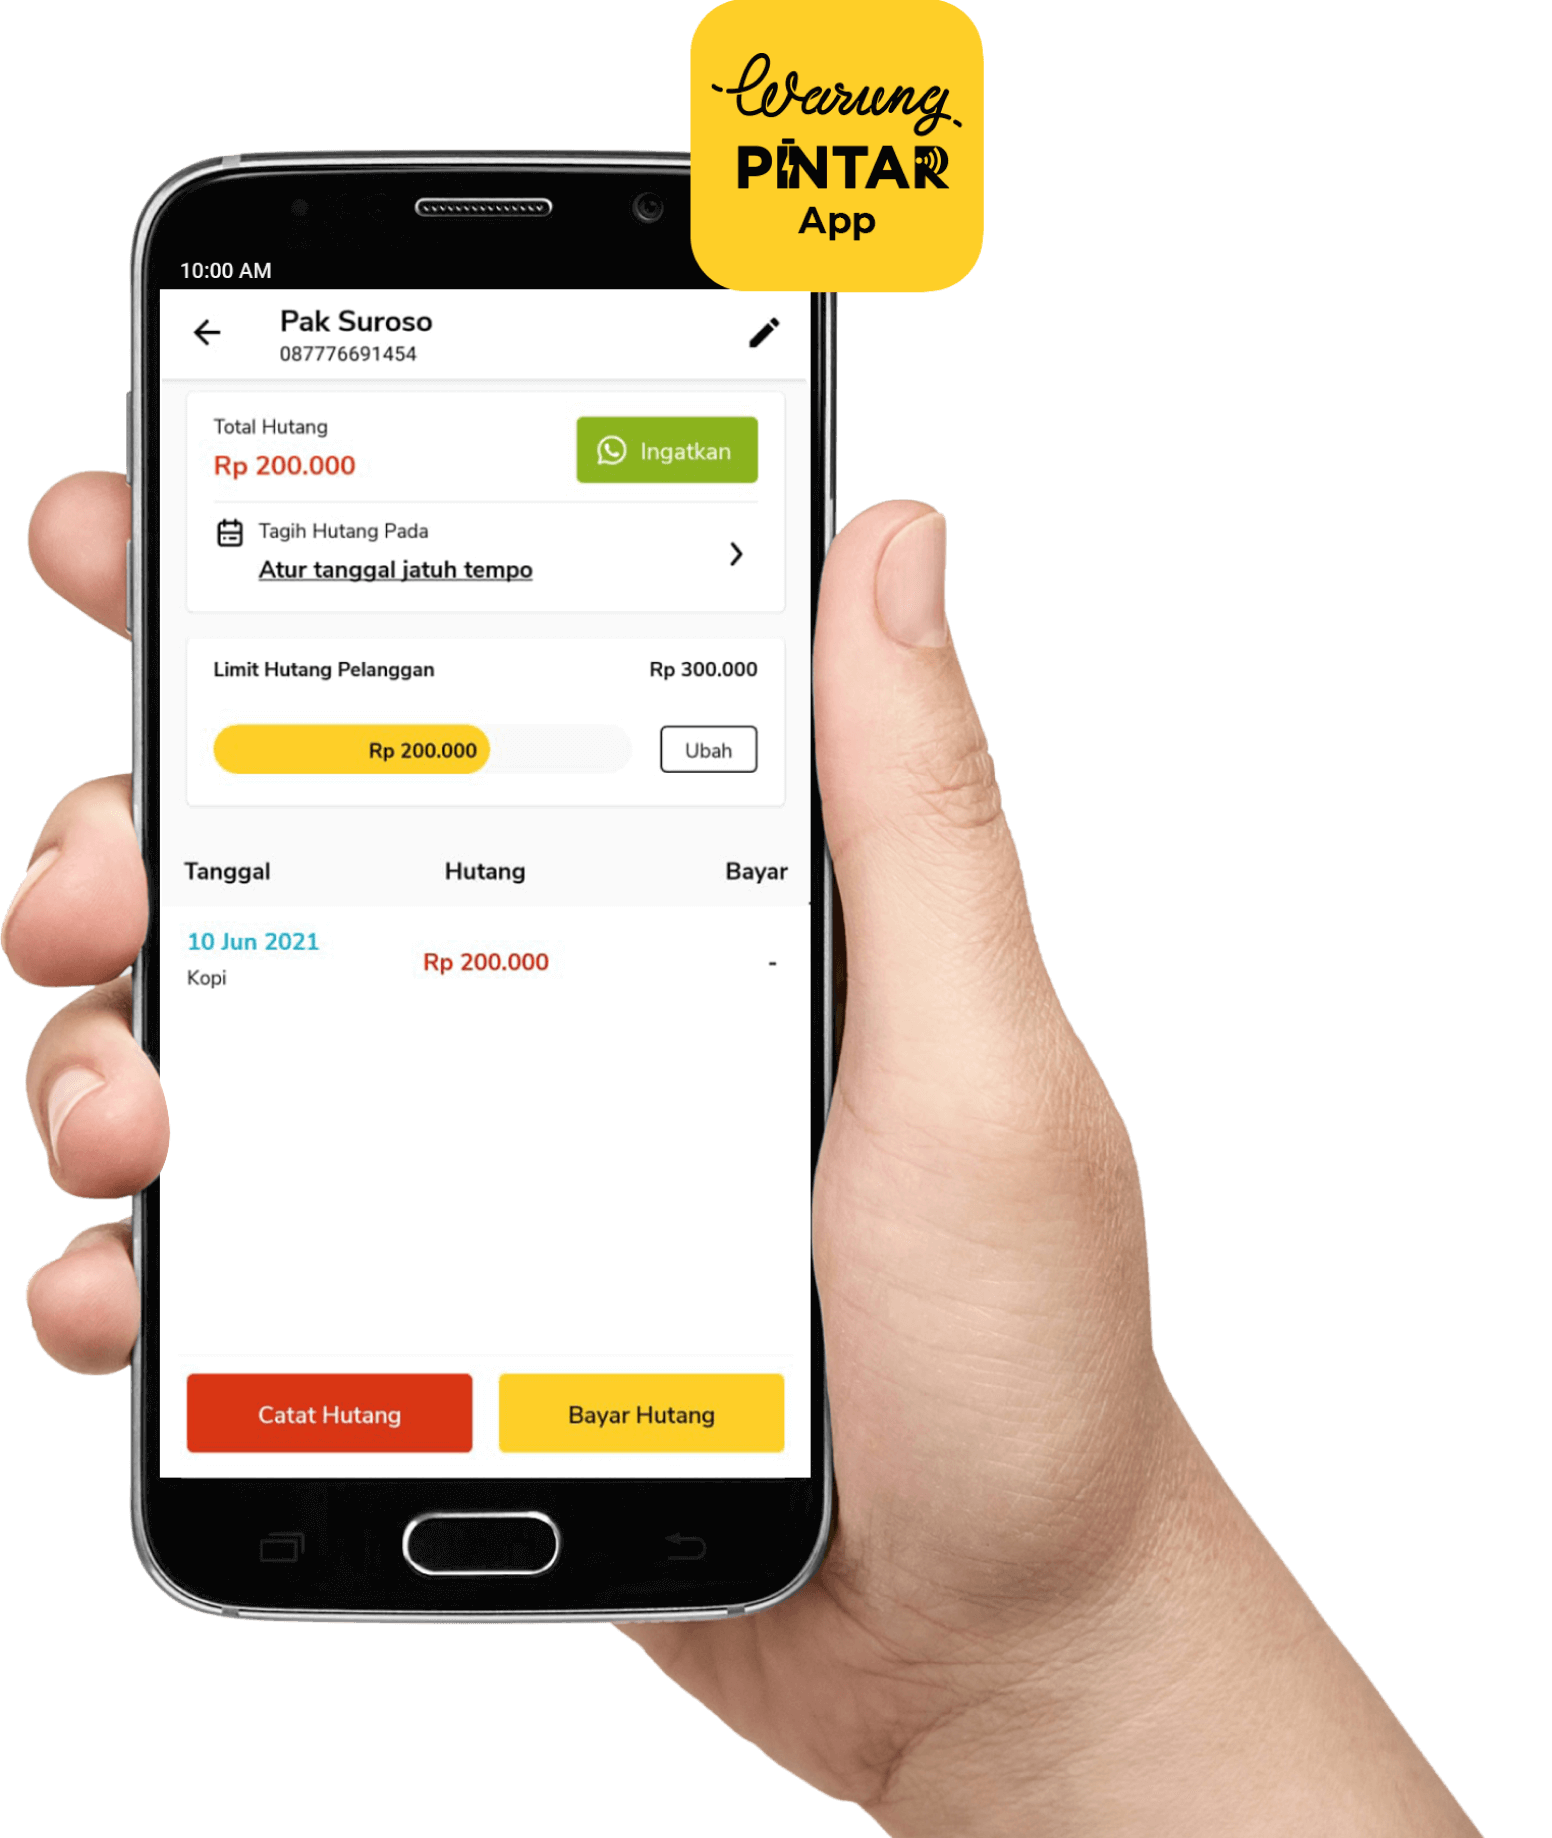 Warung
PINTAR
App
10:00 AM
Pak Suroso
087776691454
Total Hutang
Rp 200.000
Ingatkan
Tagih Hutang Pada
Atur tanggal jatuh tempo
Limit Hutang Pelanggan Rp 300.000
Rp 200.000 Ubah
Tanggal Hutang Bayar
10 Jun 2021
Kopi
Rp 200.000 -
Catat Hutang Bayar Hutang